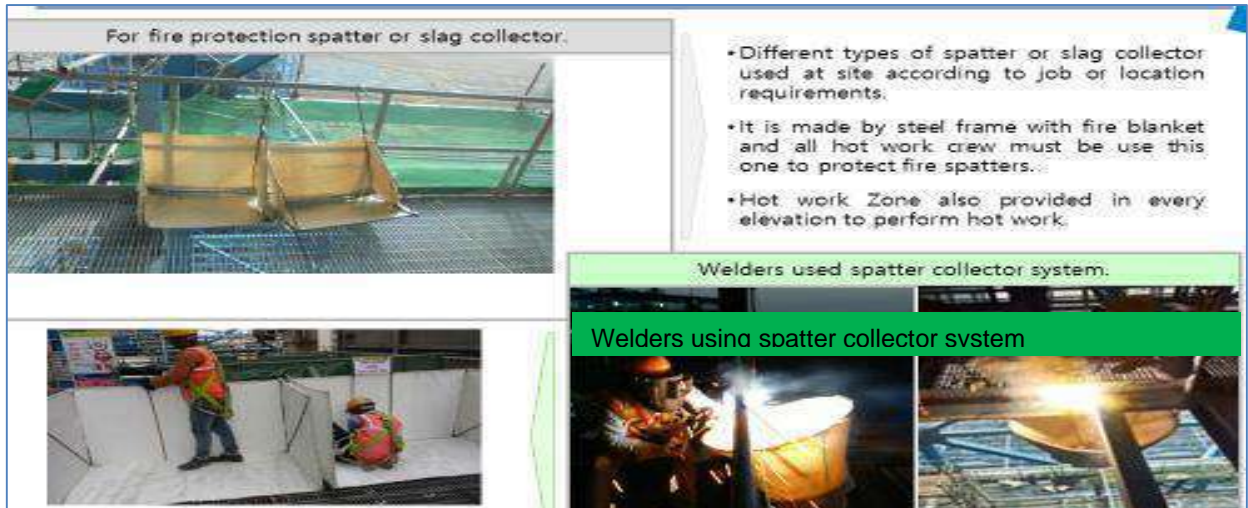 For fire protection spatter or slag collector.
•Different types of spatter or slag collector
used at site according to job or location
requirements.
•It is made by steel frame with fire blanket
and all hot work crew must be use this
one to protect fire spatters.
•Hot work Zone also provided in every
elevation to perform hot work.
Welders used spatter collector system.
Welders using spatter collector system